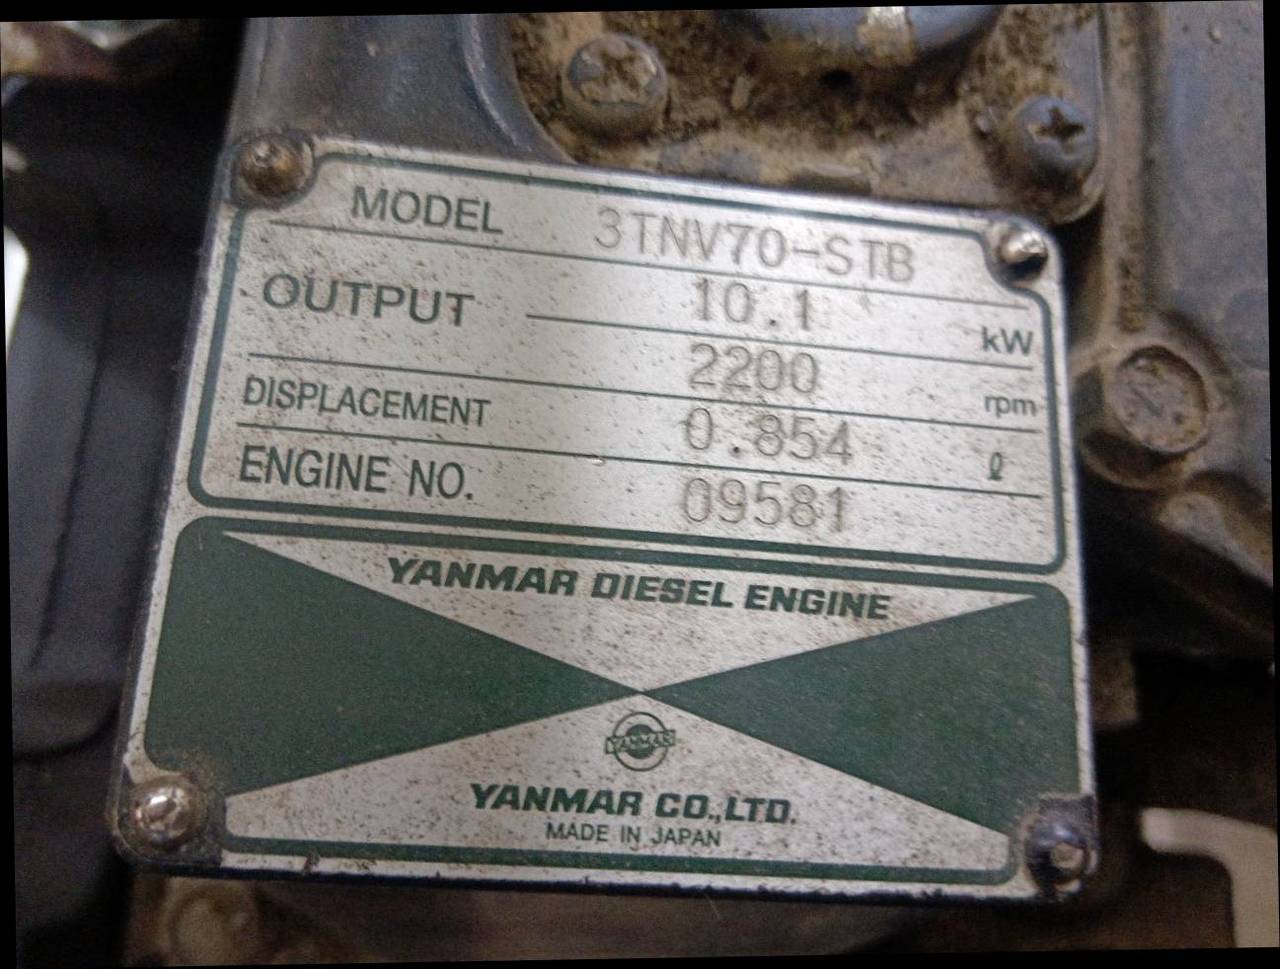 MODEL 3TNV70-STB
OUTPUT 10.1 kW
2200 rpm
DISPLACEMENT 0.854 ℓ
ENGINE NO. 09581
YANMAR DIESEL ENGINE
YANMAR
YANMAR CO.,LTD.
MADE IN JAPAN